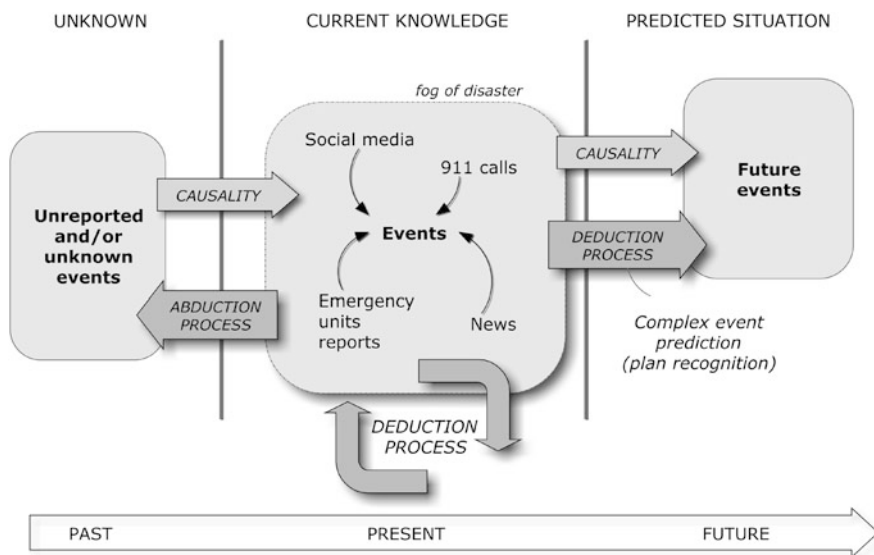 UNKNOWN
CURRENT KNOWLEDGE
PREDICTED SITUATION
fog of disaster
Social media
911 calls
CAUSALITY
CAUSALITY
Future
events
Unreported
and/or
unknown
events
Events
DEDUCTION
PROCESS
ABDUCTION
PROCESS
Emergency
units
reports
News
Complex event
prediction
(plan recognition)
DEDUCTION
PROCESS
PAST
PRESENT
FUTURE